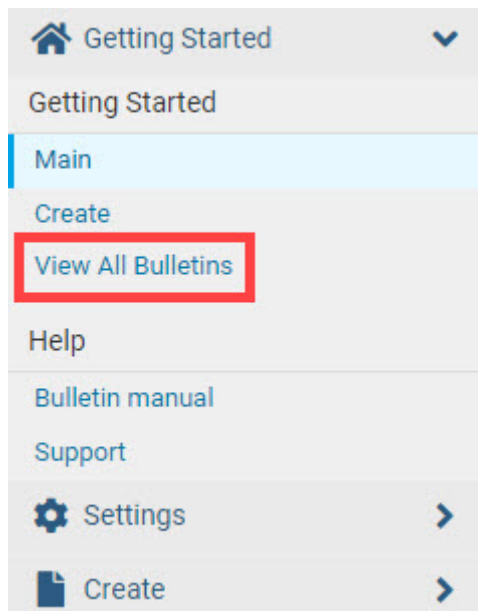 Getting Started
Getting Started
Main
Create
View All Bulletins
Help
Bulletin manual
Support
Settings
Create